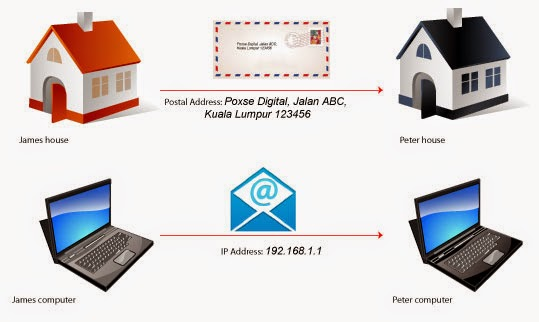 Poxse Digital, Jalan ABC,
Kuala Lumpur 123456
Postal Address: Poxse Digital, Jalan ABC,
Kuala Lumpur 123456
James house
Peter house
@
IP Address: 192.168.1.1
James computer
Peter computer